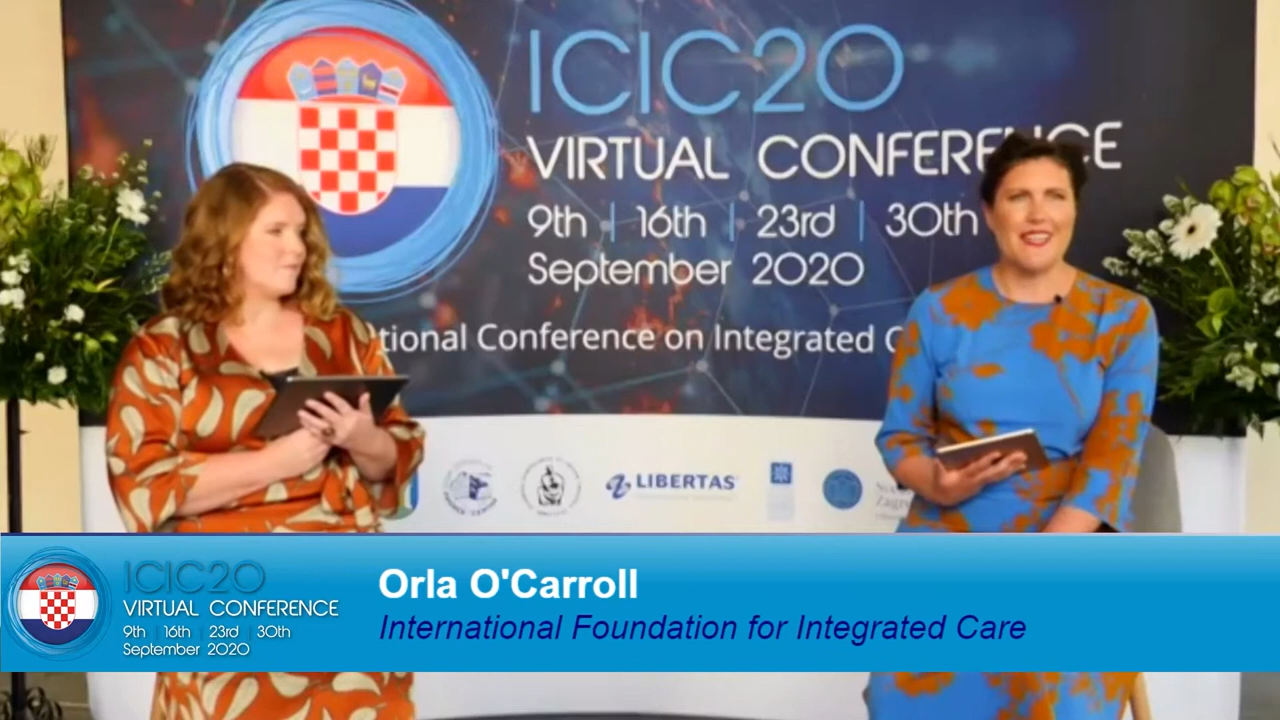 ICIC20
VIRTUAL CONFERENCE
9th | 16th | 23rd | 30th
September 2020
tional Conference on Integrated C
LIBERTAS
ICIC20
VIRTUAL CONFERENCE
9th | 16th | 23rd | 30th
September 2020
Orla O'Carroll
International Foundation for Integrated Care